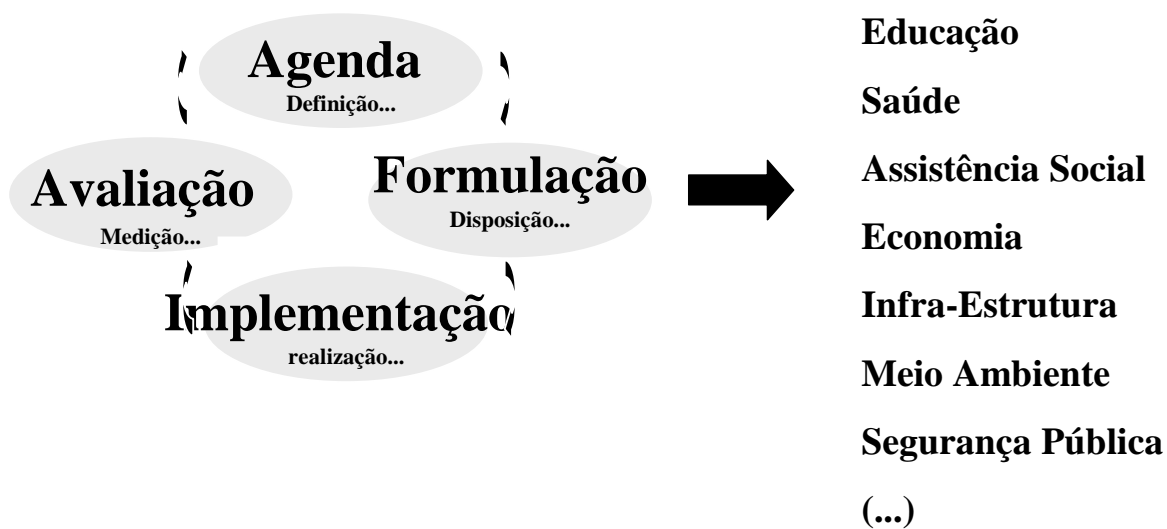 Agenda
Definição...
Avaliação
Medição...
Formulação
Disposição...
Implementação
realização...
Educação
Saúde
Assistência Social
Economia
Infra-Estrutura
Meio Ambiente
Segurança Pública
(...)